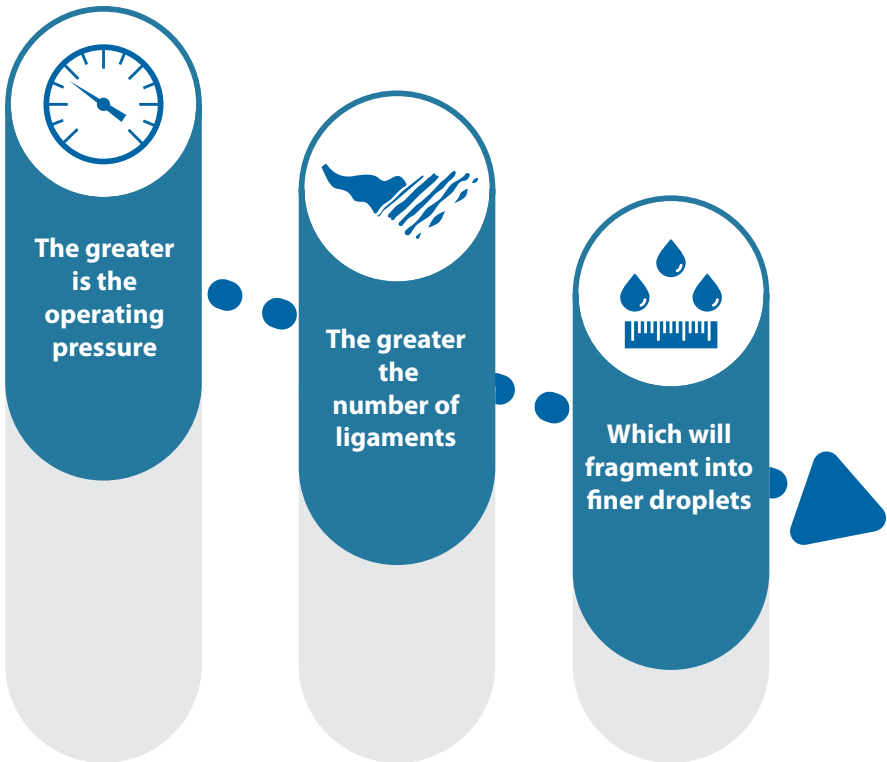 The greater
is the
operating
pressure
The greater
the
number of
ligaments
Which will
fragment into
finer droplets